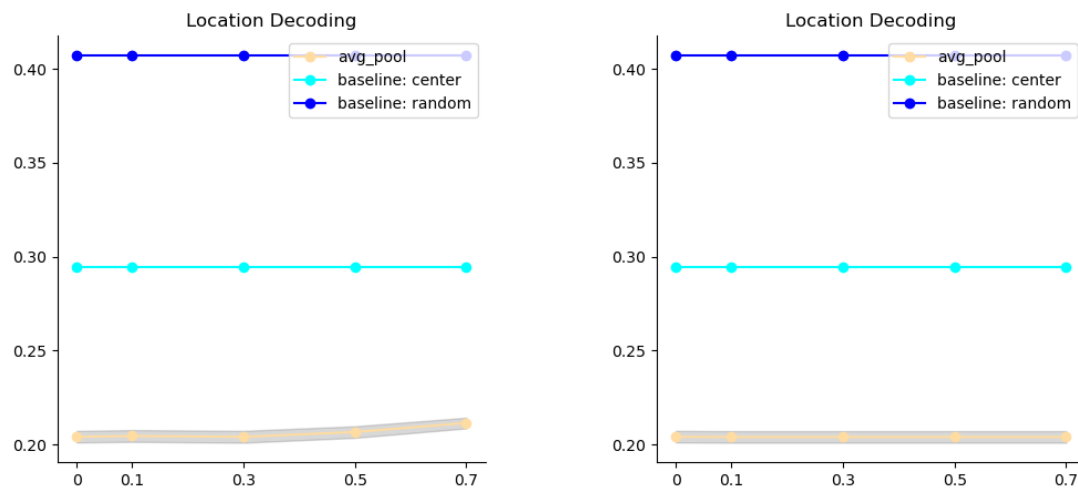 Location Decoding
0.40
0.35
0.30
0.25
0.20
0
0.1
0.3
0.5
0.7
avg_pool
baseline: center
baseline: random
Location Decoding
0.40
0.35
0.30
0.25
0.20
0
0.1
0.3
0.5
0.7
avg_pool
baseline: center
baseline: random